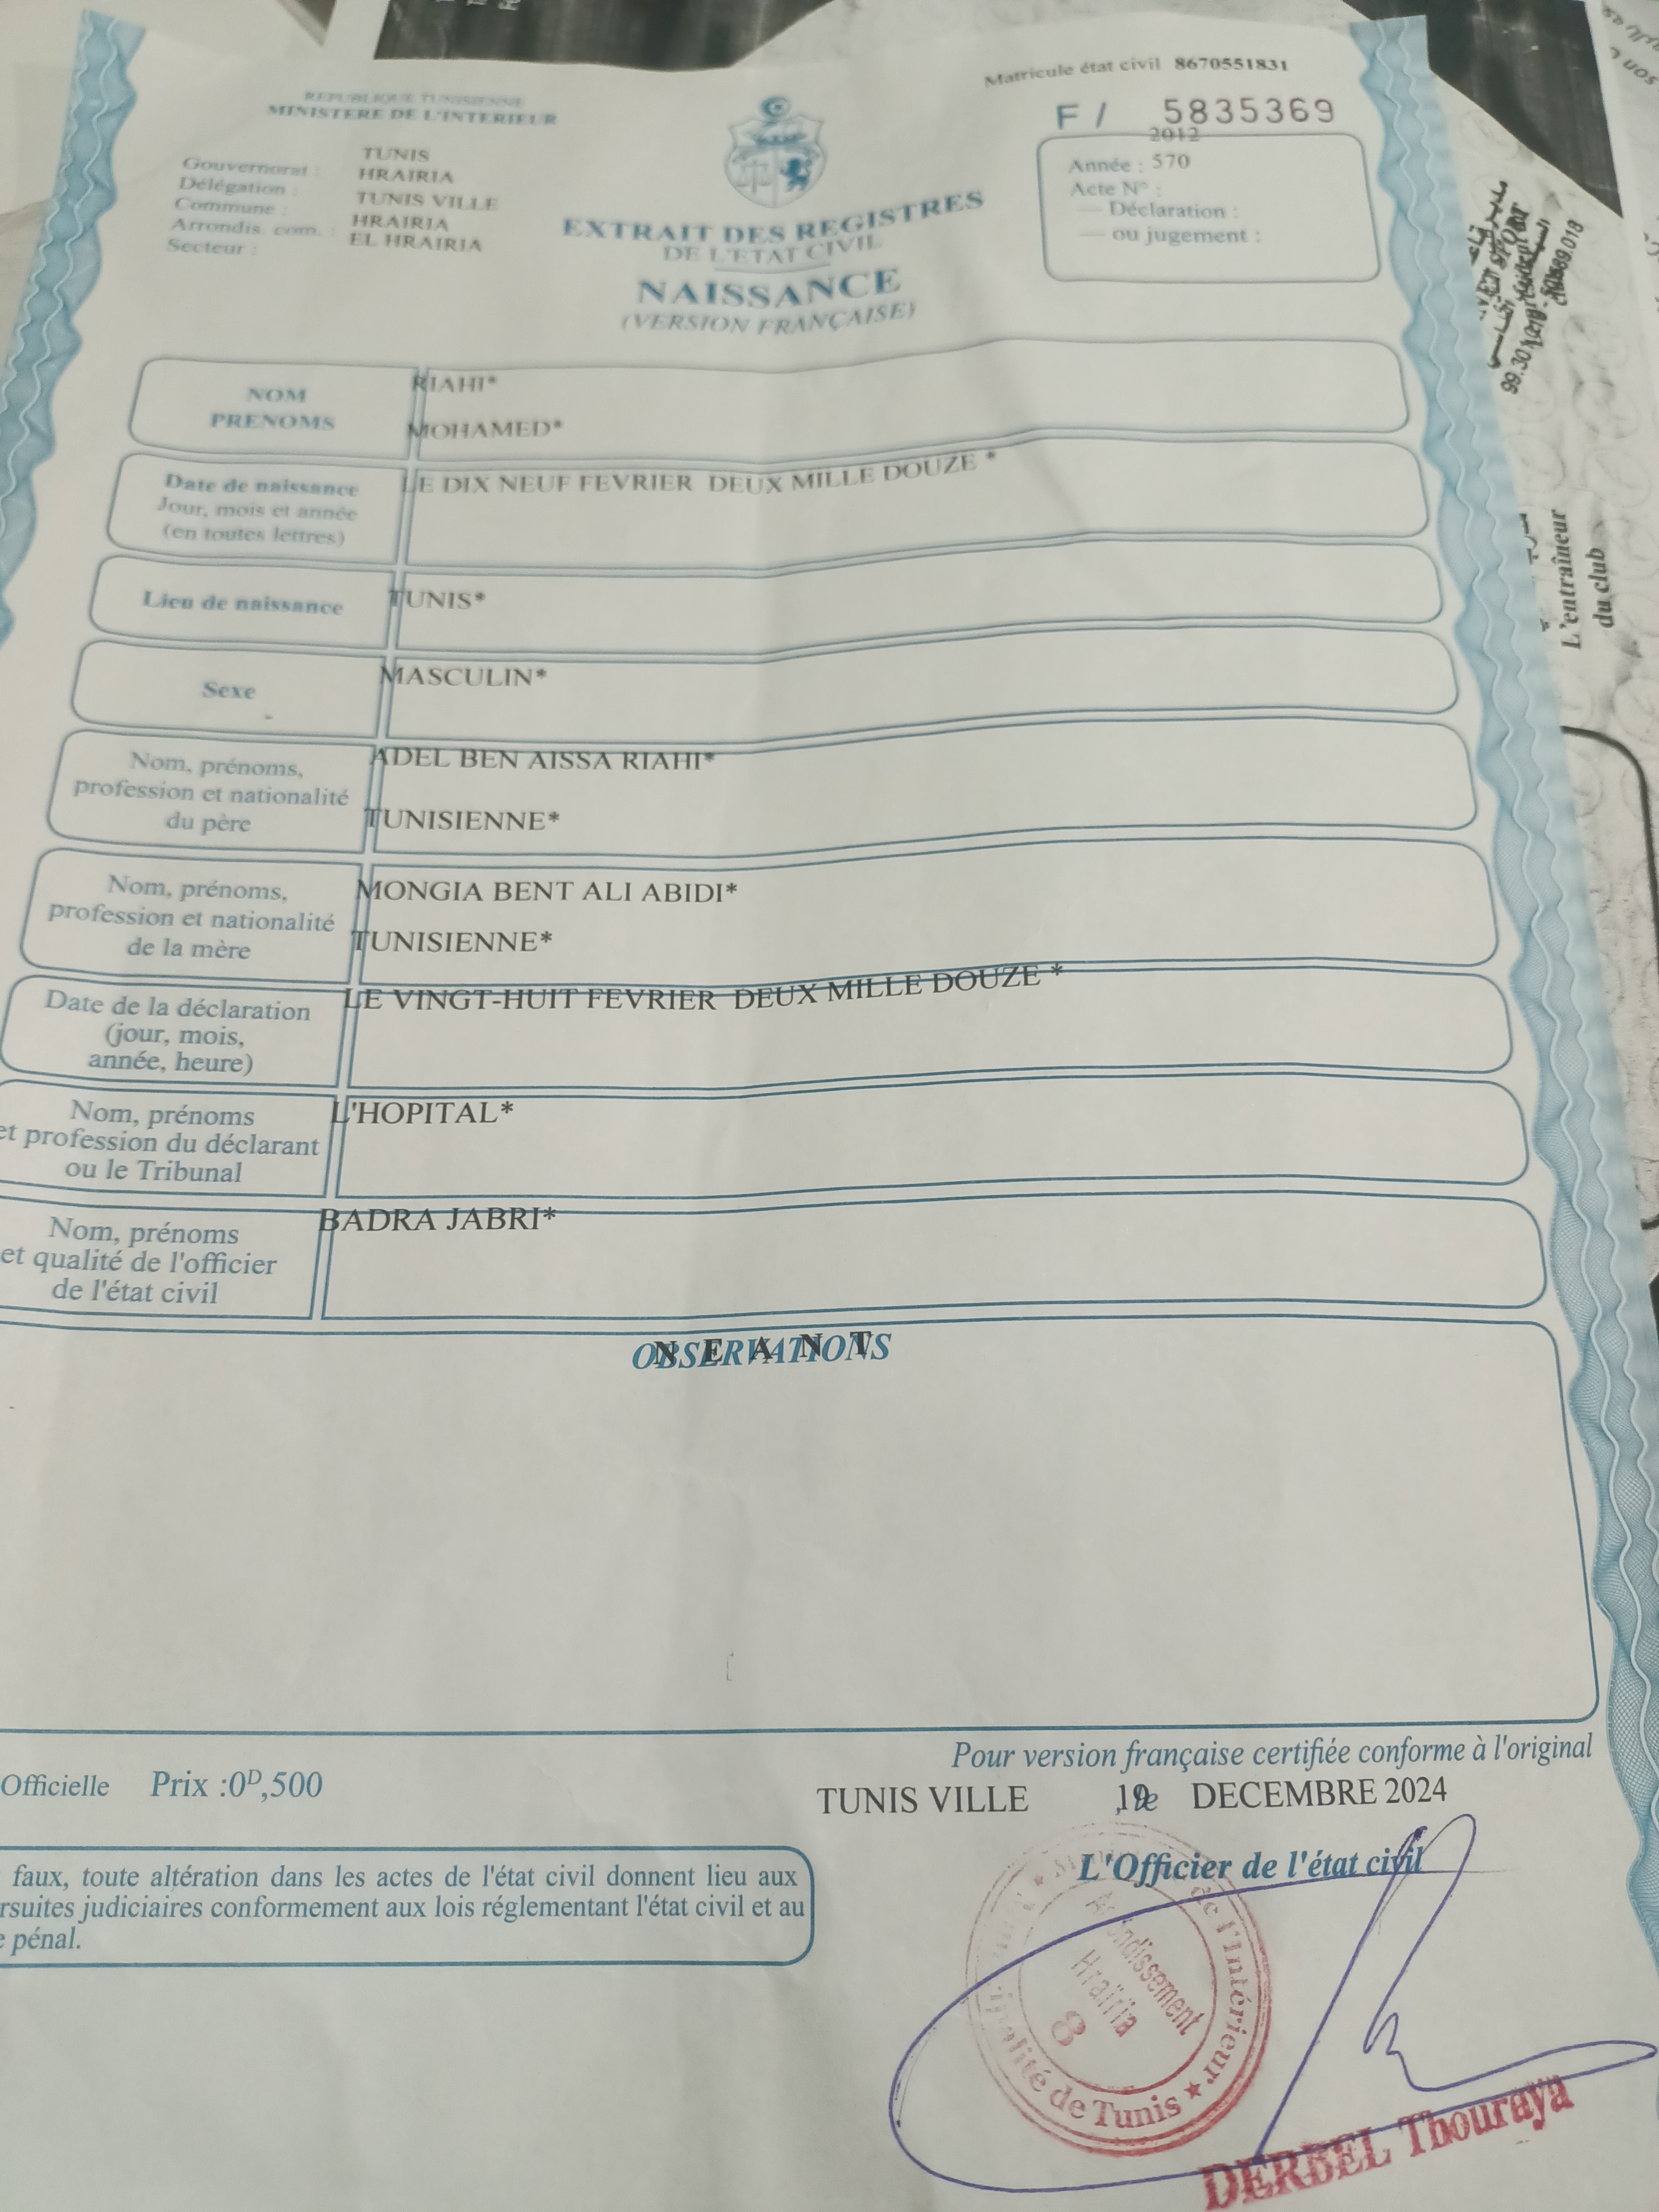 Matricule état civil 8670551831
REPUBLIQUE TUNISIENNE
MINISTERE DE L'INTERIEUR
F / 5835369
2012
Gouvernorat : TUNIS
Délégation : HRAIRIA
Commune : TUNIS VILLE
Arrondis. com. : HRAIRIA
Secteur : EL HRAIRIA
Année : 570
Acte N° :
— Déclaration :
— ou jugement :
EXTRAIT DES REGISTRES
DE L'ETAT CIVIL
NAISSANCE
(VERSION FRANÇAISE)
NOM RIAHI*
PRENOMS MOHAMED*
Date de naissance LE DIX NEUF FEVRIER DEUX MILLE DOUZE *
Jour, mois et année
(en toutes lettres)
Lieu de naissance TUNIS*
Sexe MASCULIN*
Nom, prénoms, ADEL BEN AISSA RIAHI*
profession et nationalité
du père TUNISIENNE*
Nom, prénoms, MONGIA BENT ALI ABIDI*
profession et nationalité
de la mère TUNISIENNE*
Date de la déclaration LE VINGT-HUIT FEVRIER DEUX MILLE DOUZE *
(jour, mois,
année, heure)
Nom, prénoms L'HOPITAL*
et profession du déclarant
ou le Tribunal
Nom, prénoms BADRA JABRI*
et qualité de l'officier
de l'état civil
OBSERVATIONS
N E A N T
Pour version française certifiée conforme à l'original
Officielle Prix :0D,500
TUNIS VILLE ,le 19 DECEMBRE 2024
L'Officier de l'état civil
faux, toute altération dans les actes de l'état civil donnent lieu aux
rsuites judiciaires conformement aux lois réglementant l'état civil et au
e pénal.
de l'Intérieur
Arrondissement
Hraïria
8
de Tunis
DERBEL Thouraya
L'entraîneur
du club